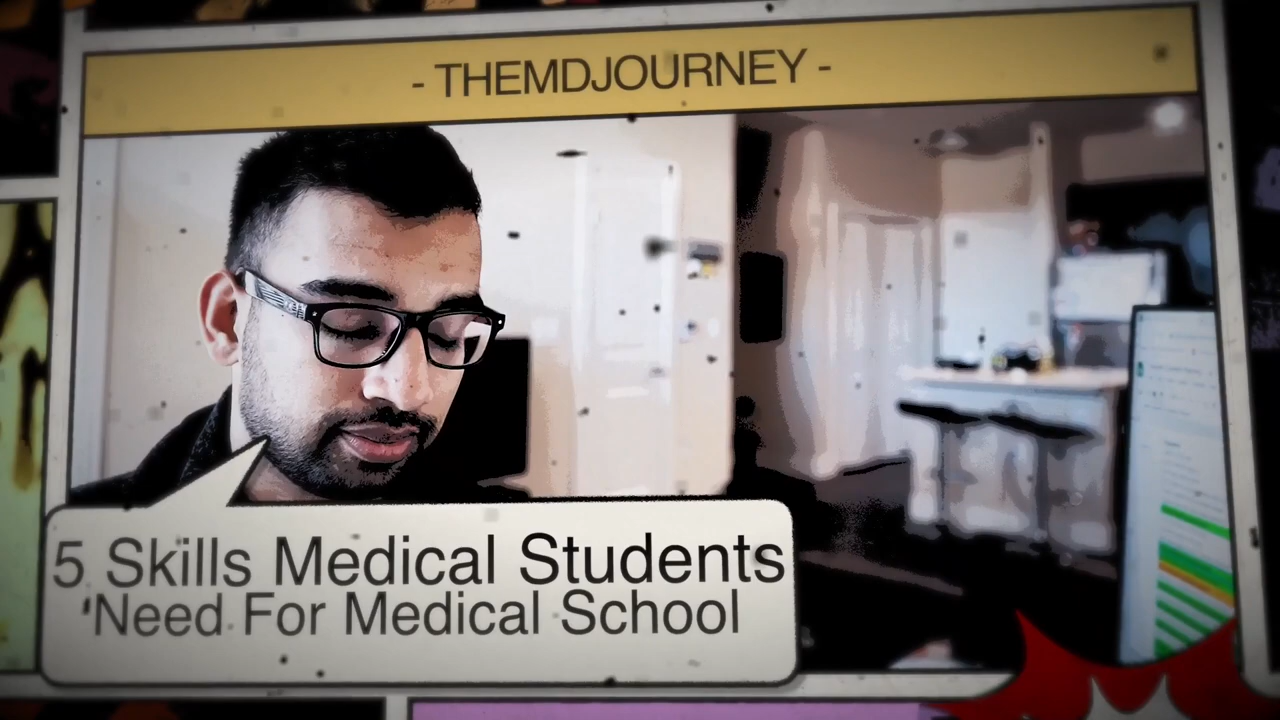 - THEMDJOURNEY -
5 Skills Medical Students
Need For Medical School